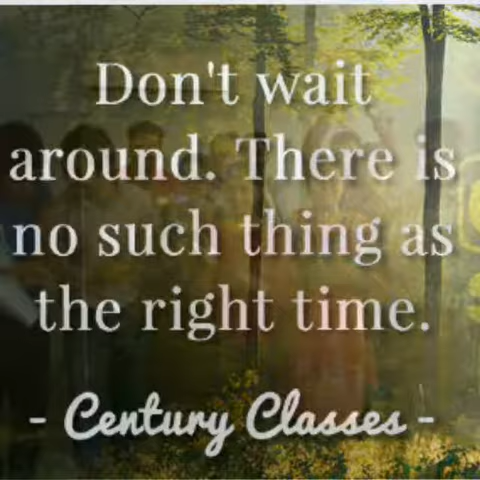 Don't wait
around. There is
no such thing as
the right time.
- Century Classes -